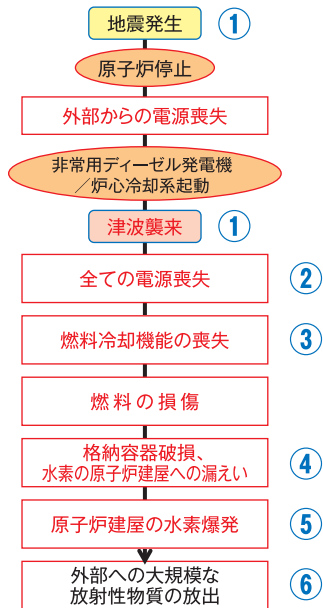 地震発生 ①
原子炉停止
外部からの電源喪失
非常用ディーゼル発電機
／炉心冷却系起動
津波襲来 ①
全ての電源喪失 ②
燃料冷却機能の喪失 ③
燃料の損傷
格納容器破損、
水素の原子炉建屋への漏えい ④
原子炉建屋の水素爆発 ⑤
外部への大規模な
放射性物質の放出 ⑥